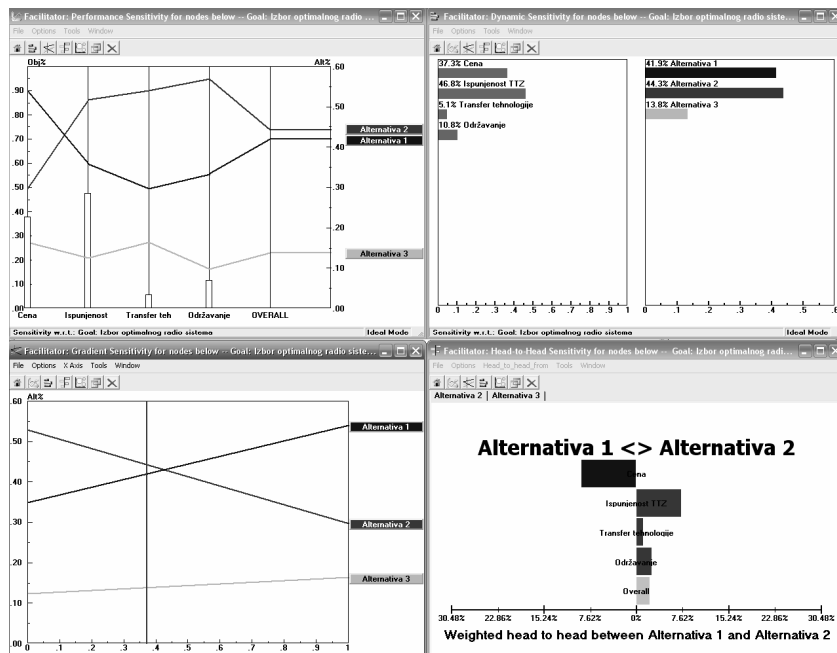 Facilitator: Performance Sensitivity for nodes below -- Goal: Izbor optimalnog radio ...
File Options Tools Window
Obj% Alt%
.90
.80
.70
.60
.50
.40
.30
.20
.10
.00
.60
.50
.40
.30
.20
.10
.00
Alternativa 2
Alternativa 1
Alternativa 3
Cena Ispunjenost Transfer teh Održavanje OVERALL
Sensitivity w.r.t.: Goal: Izbor optimalnog radio sistema Ideal Mode
Facilitator: Dynamic Sensitivity for nodes below -- Goal: Izbor optimalnog radio siste...
File Options Tools Window
37.3% Cena
46.8% Ispunjenost TTZ
5.1% Transfer tehnologije
10.8% Održavanje
41.9% Alternativa 1
44.3% Alternativa 2
13.8% Alternativa 3
0 .1 .2 .3 .4 .5 .6 .7 .8 .9 1
0 .1 .2 .3 .4 .5 .6
Sensitivity w.r.t.: Goal: Izbor optimalnog radio sistema Ideal Mode
Facilitator: Gradient Sensitivity for nodes below -- Goal: Izbor optimalnog radio siste...
File Options X Axis Tools Window
Alt%
.60
.50
.40
.30
.20
.10
.00
Alternativa 1
Alternativa 2
Alternativa 3
0 .1 .2 .3 .4 .5 .6 .7 .8 .9 1
Facilitator: Head-to-Head Sensitivity for nodes below -- Goal: Izbor optimalnog radi...
File Options Head_to_head_from Tools Window
Alternativa 2 | Alternativa 3 |
Alternativa 1 <> Alternativa 2
Cena
Ispunjenost TTZ
Transfer tehnologije
Održavanje
Overall
30.48% 22.86% 15.24% 7.62% 0% 7.62% 15.24% 22.86% 30.48%
Weighted head to head between Alternativa 1 and Alternativa 2